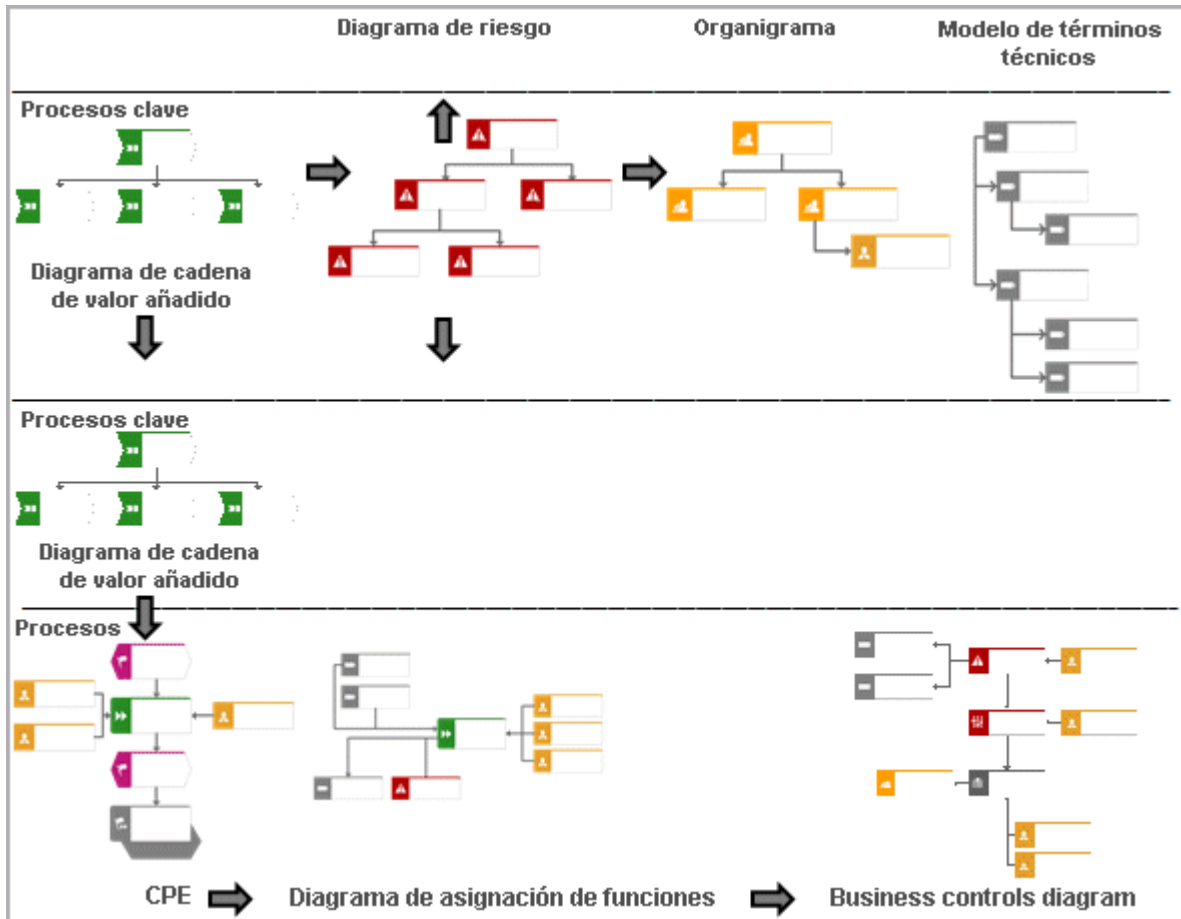 Diagrama de riesgo
Organigrama
Modelo de términos
técnicos
Procesos clave
Diagrama de cadena
de valor añadido
Procesos clave
Diagrama de cadena
de valor añadido
Procesos
CPE
Diagrama de asignación de funciones
Business controls diagram